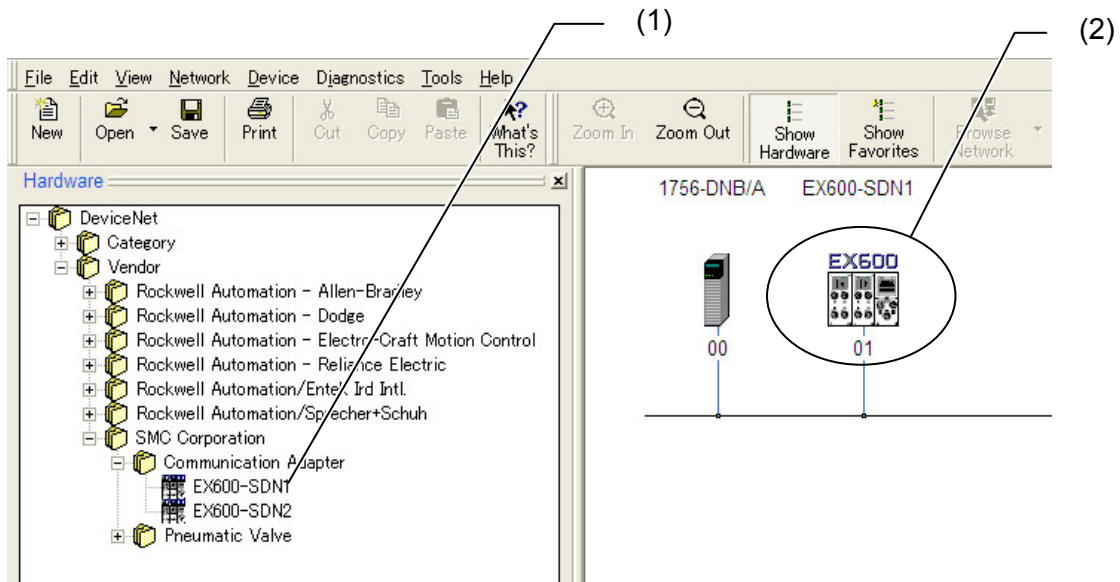 (1)
(2)
File Edit View Network Device Diagnostics Tools Help
New Open Save Print Cut Copy Paste What's This? Zoom In Zoom Out Show Hardware Show Favorites Browse Network
Hardware
1756-DNB/A EX600-SDN1
DeviceNet
Category
Vendor
Rockwell Automation - Allen-Bradley
Rockwell Automation - Dodge
Rockwell Automation - Electro-Craft Motion Control
Rockwell Automation - Reliance Electric
Rockwell Automation/Entek Ird Intl.
Rockwell Automation/Sprecher+Schuh
SMC Corporation
Communication Adapter
EX600-SDN1
EX600-SDN2
Pneumatic Valve
EX600
00 01